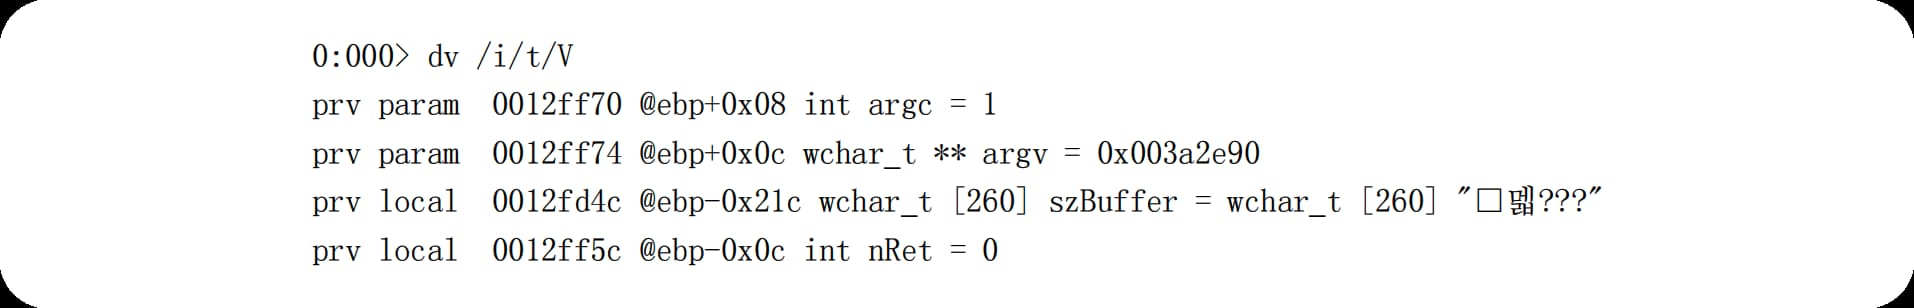 0:000> dv /i/t/V
prv param  0012ff70 @ebp+0x08 int argc = 1
prv param  0012ff74 @ebp+0x0c wchar_t ** argv = 0x003a2e90
prv local  0012fd4c @ebp-0x21c wchar_t [260] szBuffer = wchar_t [260] "□뎳???"
prv local  0012ff5c @ebp-0x0c int nRet = 0